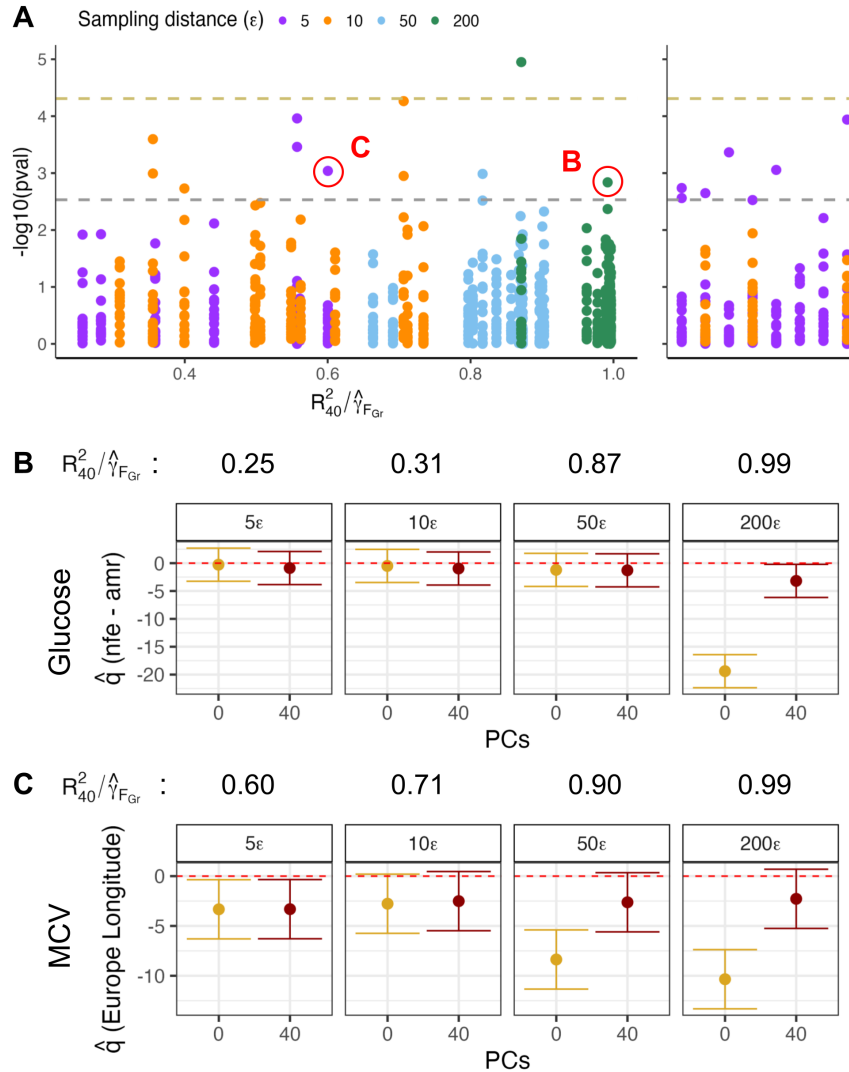 A Sampling distance (ε) 5 10 50 200
-log10(pval)
5
4
3
2
1
0
C
B
0.4 0.6 0.8 1.0
R²₄₀/γ̂_F_Gr
B R²₄₀/γ̂_F_Gr : 0.25 0.31 0.87 0.99
5ε 10ε 50ε 200ε
Glucose
q̂ (nfe - amr)
0
-5
-10
-15
-20
0 40 0 40 0 40 0 40
PCs
C R²₄₀/γ̂_F_Gr : 0.60 0.71 0.90 0.99
5ε 10ε 50ε 200ε
MCV
q̂ (Europe Longitude)
0
-5
-10
0 40 0 40 0 40 0 40
PCs